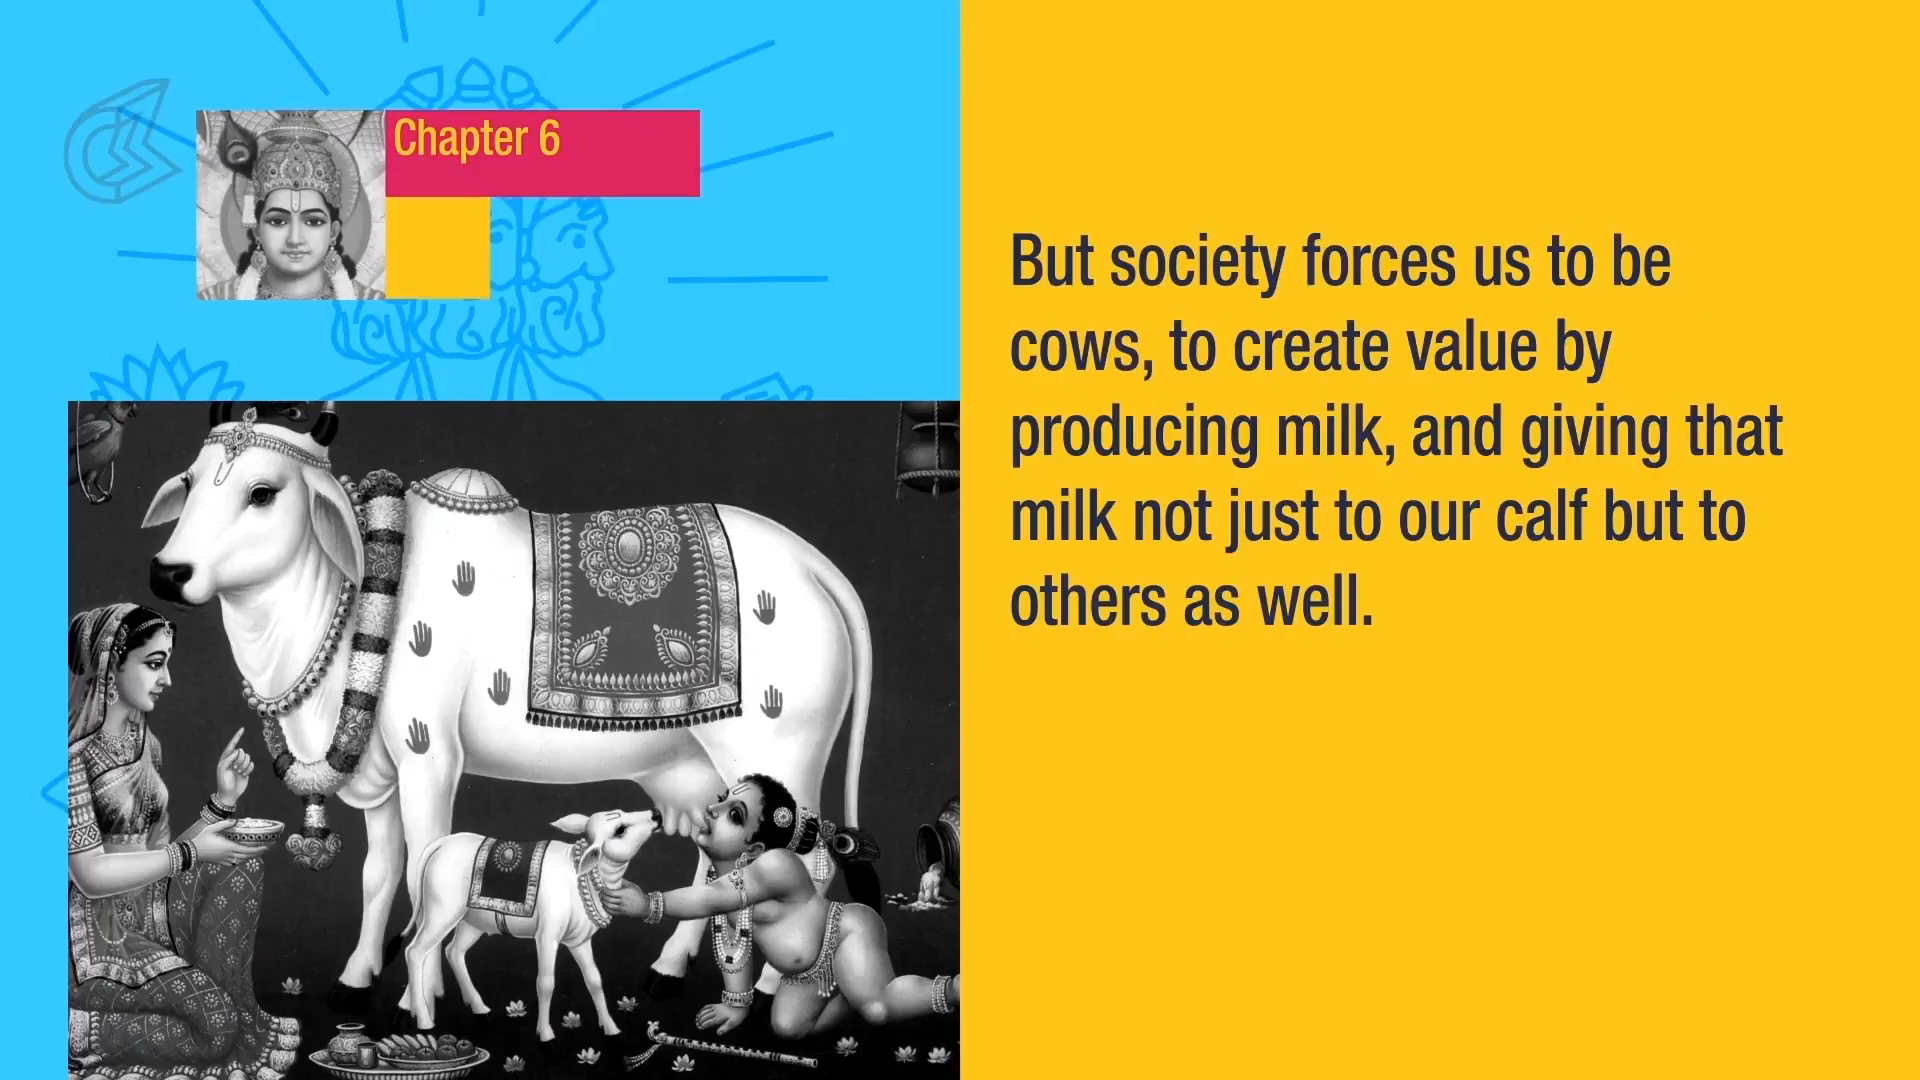 Chapter 6
But society forces us to be
cows, to create value by
producing milk, and giving that
milk not just to our calf but to
others as well.